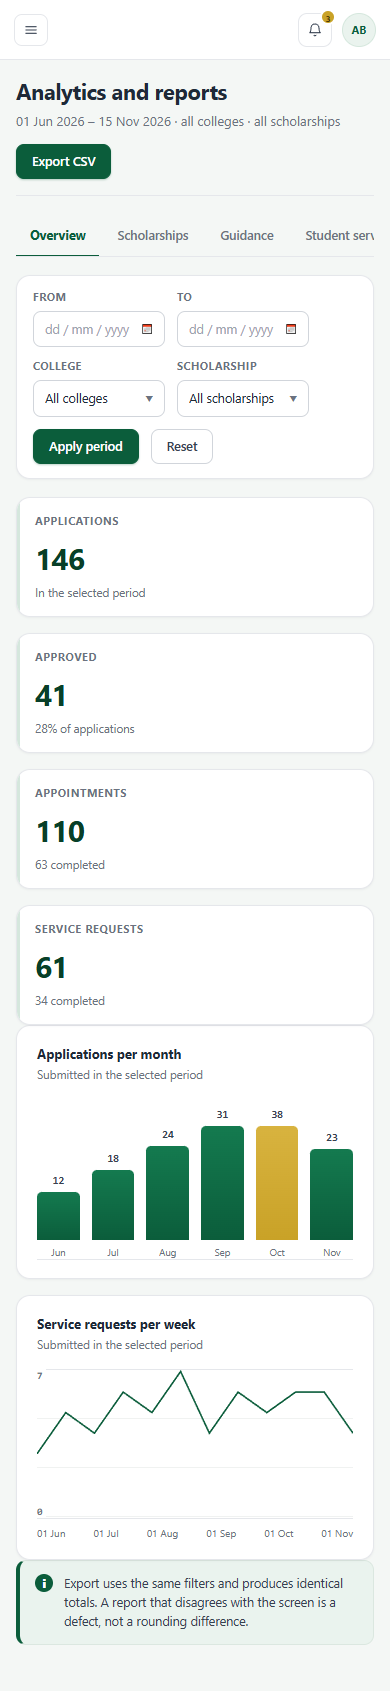 3
AB
Analytics and reports
01 Jun 2026 – 15 Nov 2026 · all colleges · all scholarships
Export CSV
Overview Scholarships Guidance Student serv
FROM TO
dd / mm / yyyy dd / mm / yyyy
COLLEGE SCHOLARSHIP
All colleges All scholarships
Apply period Reset
APPLICATIONS
146
In the selected period
APPROVED
41
28% of applications
APPOINTMENTS
110
63 completed
SERVICE REQUESTS
61
34 completed
Applications per month
Submitted in the selected period
12 18 24 31 38 23
Jun Jul Aug Sep Oct Nov
Service requests per week
Submitted in the selected period
7
0
01 Jun 01 Jul 01 Aug 01 Sep 01 Oct 01 Nov
Export uses the same filters and produces identical
totals. A report that disagrees with the screen is a
defect, not a rounding difference.